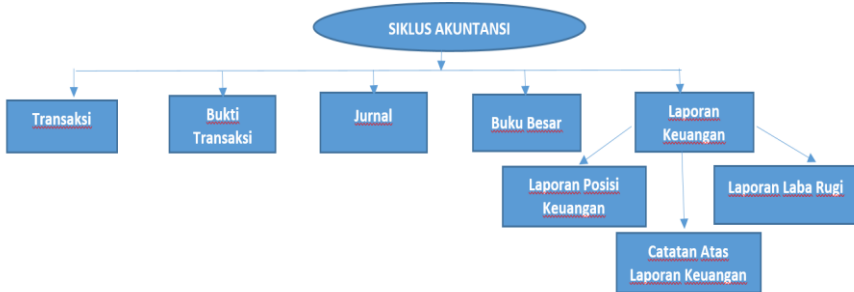 SIKLUS AKUNTANSI
Transaksi
Bukti
Transaksi
Jurnal
Buku Besar
Laporan
Keuangan
Laporan Posisi
Keuangan
Laporan Laba Rugi
Catatan Atas
Laporan Keuangan